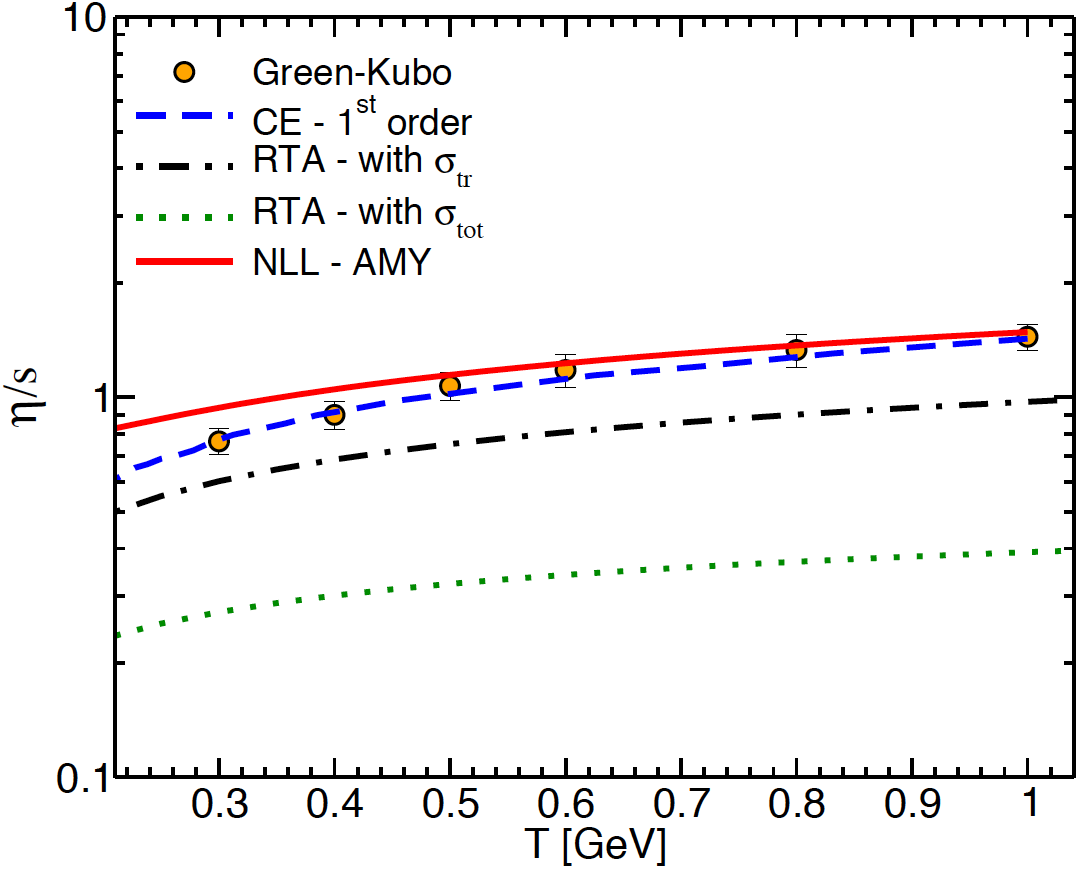 10
Green-Kubo
CE - 1st order
RTA - with σtr
RTA - with σtot
NLL - AMY
η/s
1
0.1
0.3 0.4 0.5 0.6 0.7 0.8 0.9 1
T [GeV]